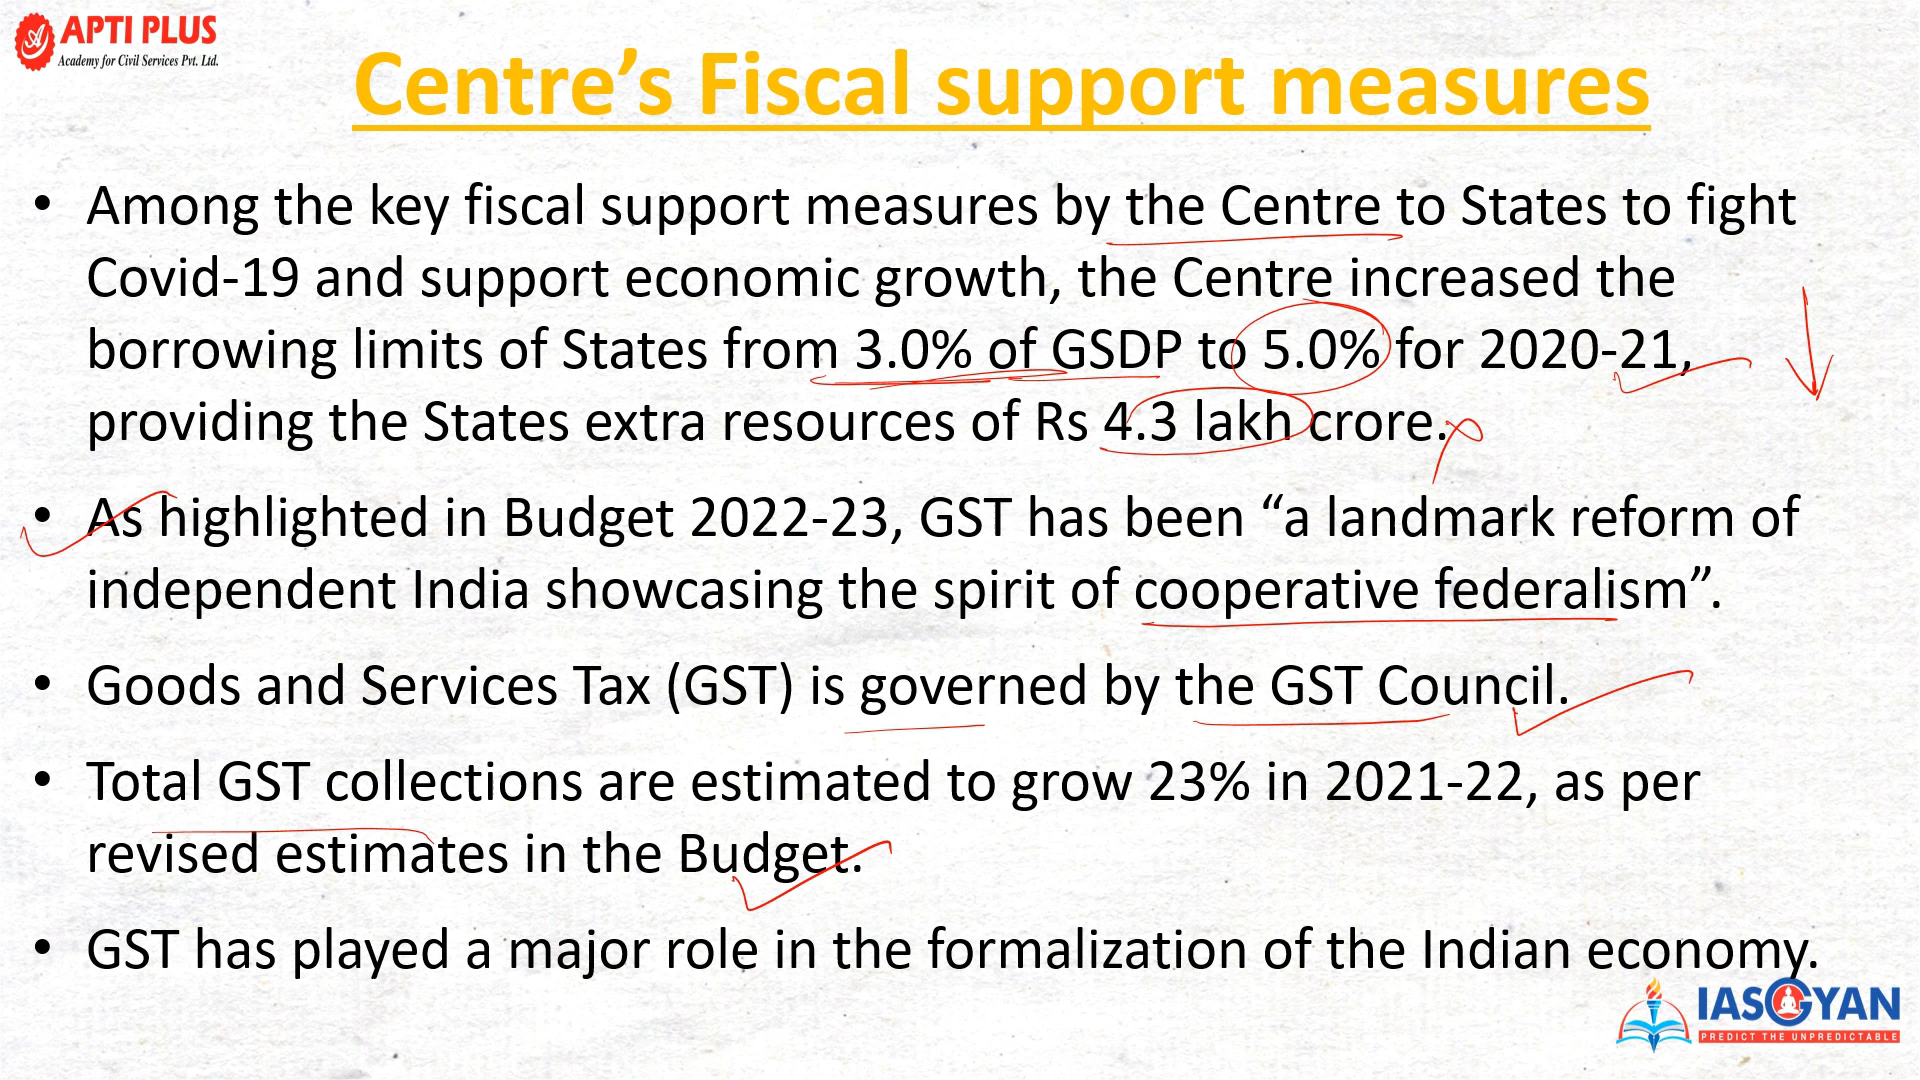 APTI PLUS
Academy for Civil Services Pvt. Ltd.
Centre’s Fiscal support measures
• Among the key fiscal support measures by the Centre to States to fight
Covid-19 and support economic growth, the Centre increased the
borrowing limits of States from 3.0% of GSDP to 5.0% for 2020-21,
providing the States extra resources of Rs 4.3 lakh crore.
• As highlighted in Budget 2022-23, GST has been “a landmark reform of
independent India showcasing the spirit of cooperative federalism”.
• Goods and Services Tax (GST) is governed by the GST Council.
• Total GST collections are estimated to grow 23% in 2021-22, as per
revised estimates in the Budget.
• GST has played a major role in the formalization of the Indian economy.
IASGYAN
PREDICT THE UNPREDICTABLE